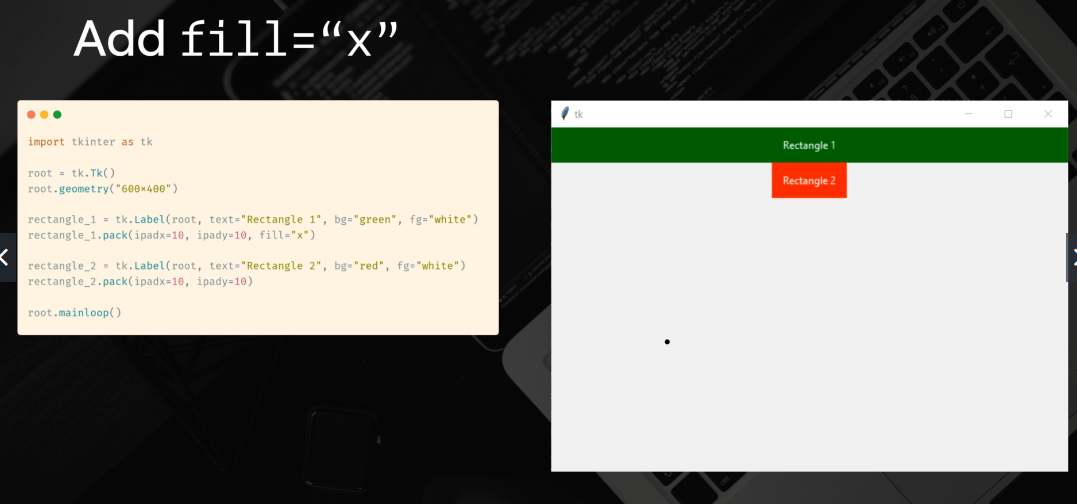 Add fill=“x”
import tkinter as tk
root = tk.Tk()
root.geometry("600×400")
rectangle_1 = tk.Label(root, text="Rectangle 1", bg="green", fg="white")
rectangle_1.pack(ipadx=10, ipady=10, fill="x")
rectangle_2 = tk.Label(root, text="Rectangle 2", bg="red", fg="white")
rectangle_2.pack(ipadx=10, ipady=10)
root.mainloop()
tk
Rectangle 1
Rectangle 2